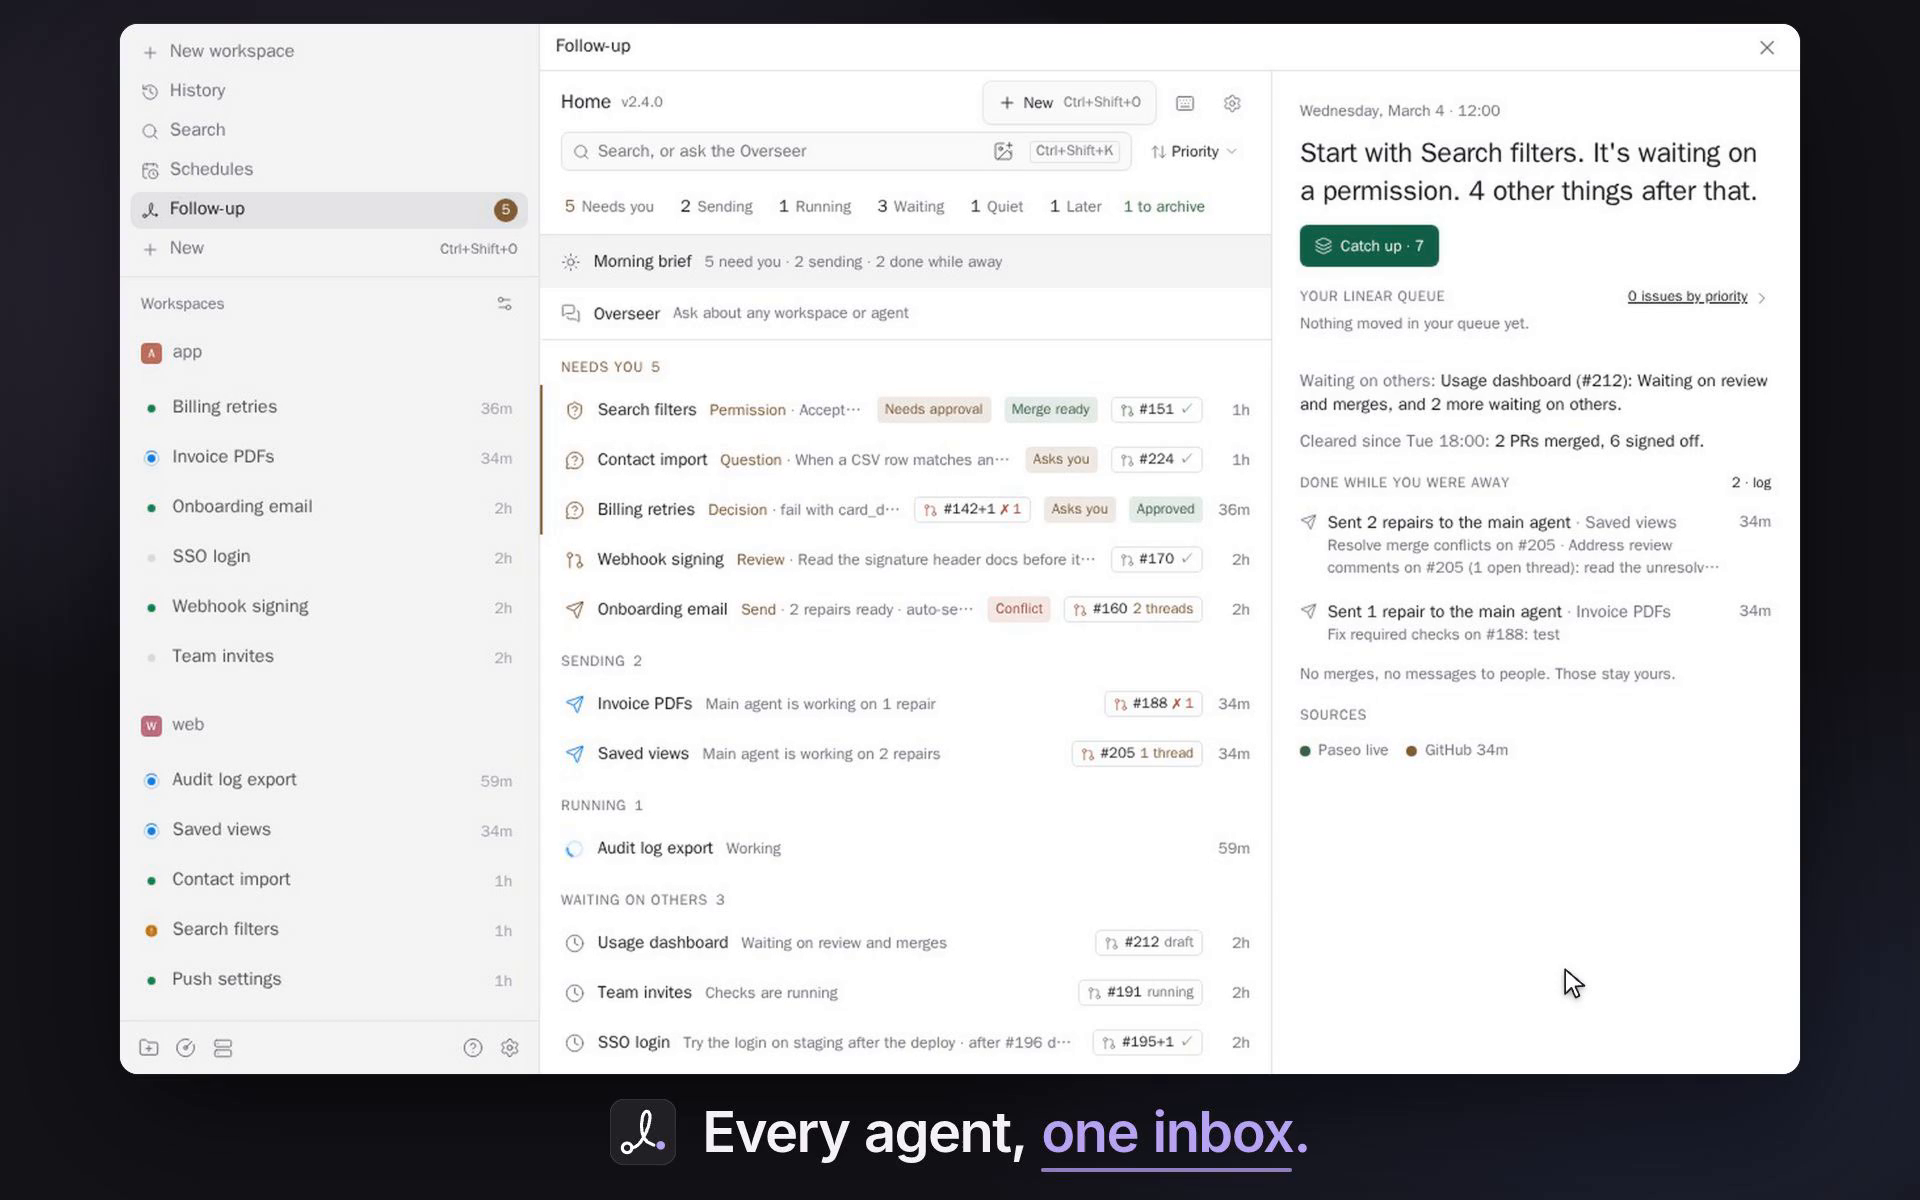 New workspace
History
Search
Schedules
Follow-up 5
New Ctrl+Shift+O
Workspaces
A app
Billing retries 36m
Invoice PDFs 34m
Onboarding email 2h
SSO login 2h
Webhook signing 2h
Team invites 2h
W web
Audit log export 59m
Saved views 34m
Contact import 1h
Search filters 1h
Push settings 1h
Follow-up
Home v2.4.0 New Ctrl+Shift+O
Search, or ask the Overseer Ctrl+Shift+K Priority
5 Needs you 2 Sending 1 Running 3 Waiting 1 Quiet 1 Later 1 to archive
Morning brief 5 need you · 2 sending · 2 done while away
Overseer Ask about any workspace or agent
NEEDS YOU 5
Search filters Permission · Accept··· Needs approval Merge ready #151 ✓ 1h
Contact import Question · When a CSV row matches an··· Asks you #224 ✓ 1h
Billing retries Decision · fail with card_d··· #142+1 ✗ 1 Asks you Approved 36m
Webhook signing Review · Read the signature header docs before it··· #170 ✓ 2h
Onboarding email Send · 2 repairs ready · auto-se··· Conflict #160 2 threads 2h
SENDING 2
Invoice PDFs Main agent is working on 1 repair #188 ✗ 1 34m
Saved views Main agent is working on 2 repairs #205 1 thread 34m
RUNNING 1
Audit log export Working 59m
WAITING ON OTHERS 3
Usage dashboard Waiting on review and merges #212 draft 2h
Team invites Checks are running #191 running 2h
SSO login Try the login on staging after the deploy · after #196 d··· #195+1 ✓ 2h
Wednesday, March 4 · 12:00
Start with Search filters. It's waiting on
a permission. 4 other things after that.
Catch up · 7
YOUR LINEAR QUEUE 0 issues by priority
Nothing moved in your queue yet.
Waiting on others: Usage dashboard (#212): Waiting on review
and merges, and 2 more waiting on others.
Cleared since Tue 18:00: 2 PRs merged, 6 signed off.
DONE WHILE YOU WERE AWAY 2 · log
Sent 2 repairs to the main agent · Saved views 34m
Resolve merge conflicts on #205 · Address review
comments on #205 (1 open thread): read the unresolv···
Sent 1 repair to the main agent · Invoice PDFs 34m
Fix required checks on #188: test
No merges, no messages to people. Those stay yours.
SOURCES
Paseo live GitHub 34m
Every agent, one inbox.